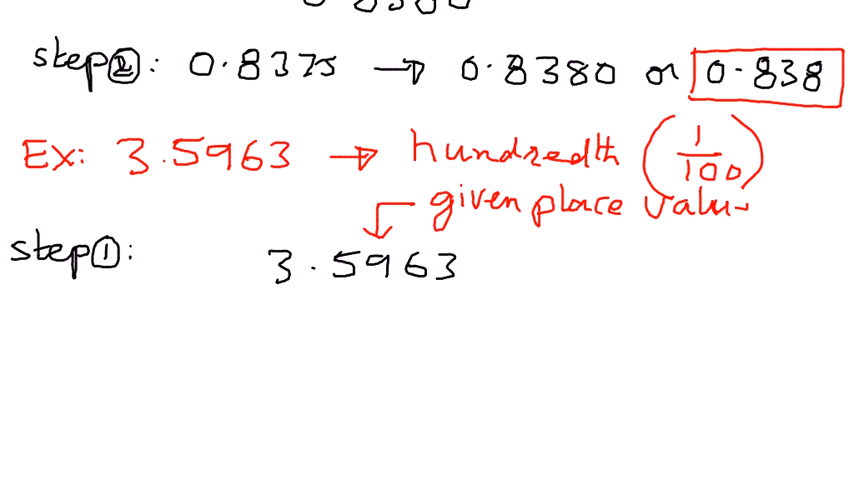 step②: 0.8375 → 0.8380 or 0.838
Ex: 3.5963 → hundredth (1/100)
given place value
step①: 3.5963